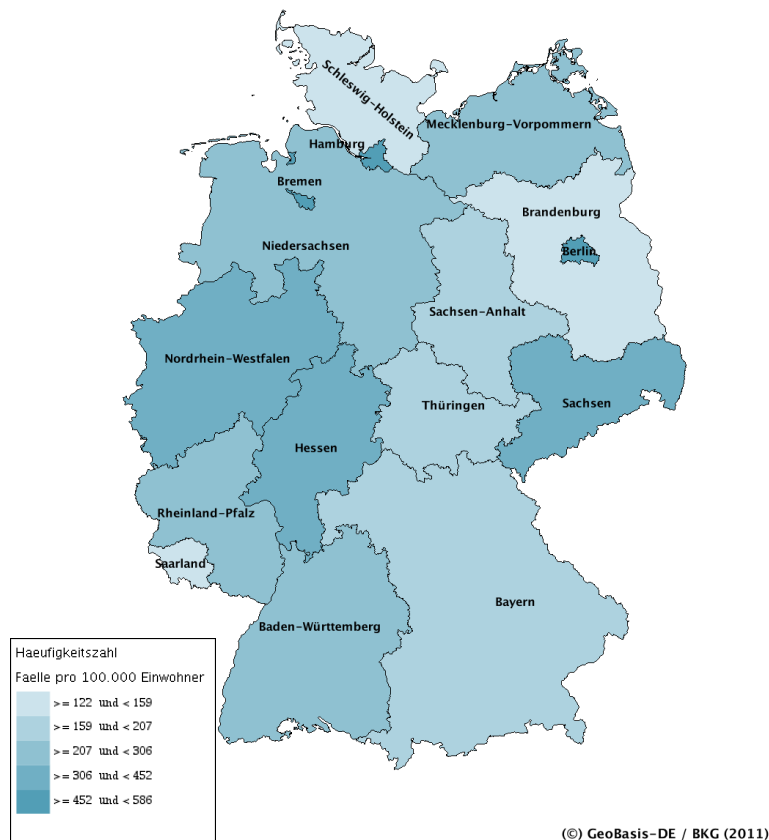 Schleswig-Holstein
Mecklenburg-Vorpommern
Hamburg
Bremen
Brandenburg
Niedersachsen
Berlin
Sachsen-Anhalt
Nordrhein-Westfalen
Thüringen
Sachsen
Hessen
Rheinland-Pfalz
Saarland
Bayern
Baden-Württemberg
Haeufigkeitszahl
Faelle pro 100.000 Einwohner
>= 122 und < 159
>= 159 und < 207
>= 207 und < 306
>= 306 und < 452
>= 452 und < 586
(©) GeoBasis-DE / BKG (2011)